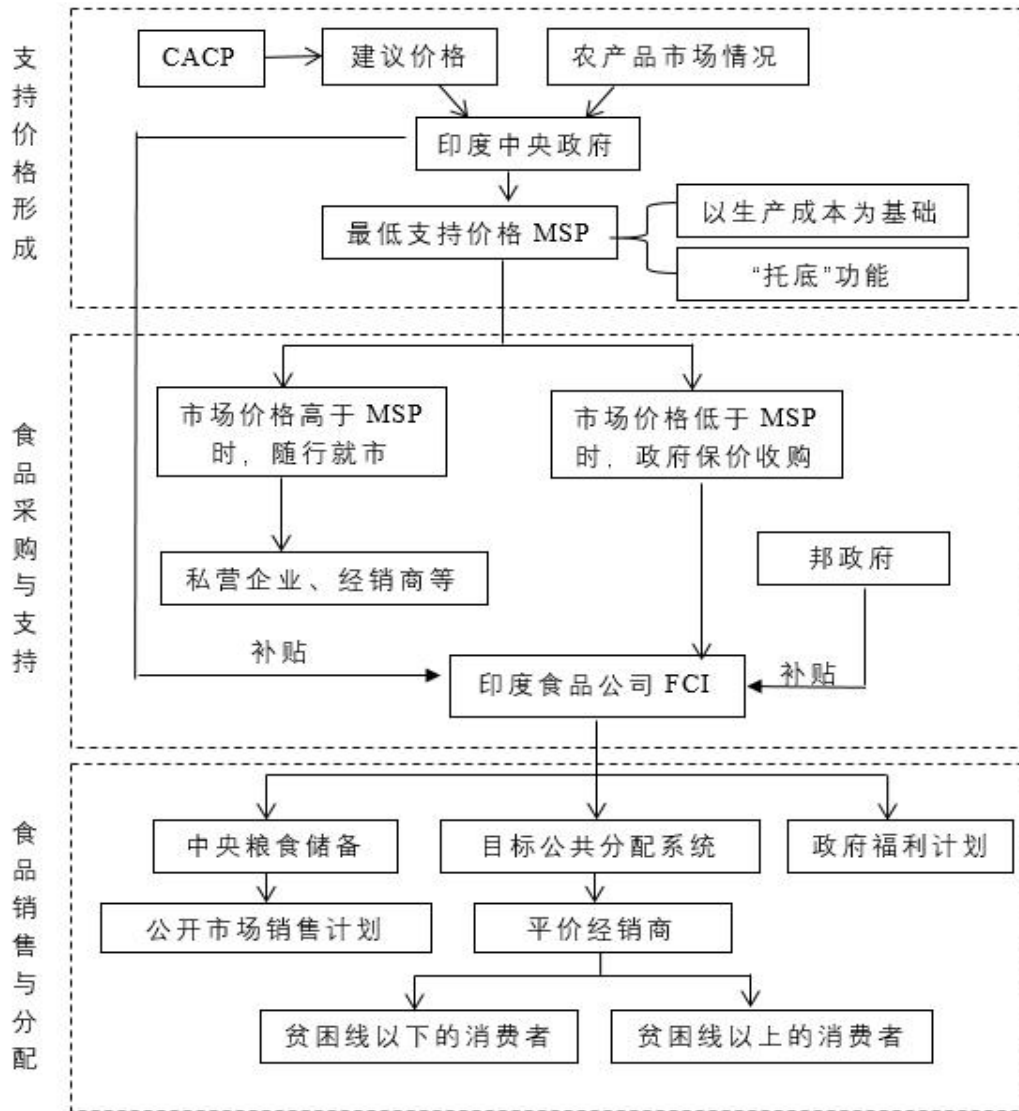 支持价格形成
CACP
建议价格
农产品市场情况
印度中央政府
最低支持价格 MSP
以生产成本为基础
“托底”功能
食品采购与支持
市场价格高于 MSP
时，随行就市
市场价格低于 MSP
时，政府保价收购
私营企业、经销商等
邦政府
补贴
印度食品公司 FCI
补贴
食品销售与分配
中央粮食储备
目标公共分配系统
政府福利计划
公开市场销售计划
平价经销商
贫困线以下的消费者
贫困线以上的消费者